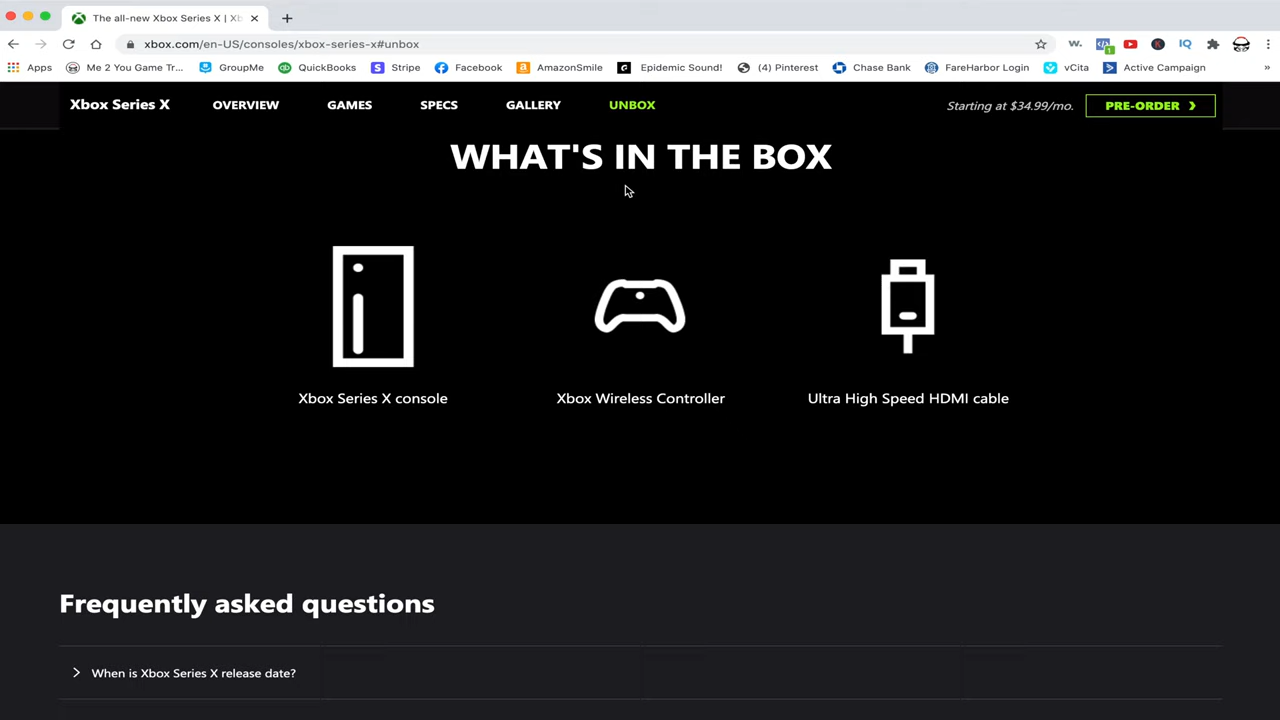 The all-new Xbox Series X | Xb
xbox.com/en-US/consoles/xbox-series-x#unbox
W.
1
IQ
Apps
Me 2 You Game Tr...
GroupMe
QuickBooks
Stripe
Facebook
AmazonSmile
Epidemic Sound!
(4) Pinterest
Chase Bank
FareHarbor Login
vCita
Active Campaign
»
Xbox Series X
OVERVIEW
GAMES
SPECS
GALLERY
UNBOX
Starting at $34.99/mo.
PRE-ORDER
WHAT'S IN THE BOX
Xbox Series X console
Xbox Wireless Controller
Ultra High Speed HDMI cable
Frequently asked questions
When is Xbox Series X release date?